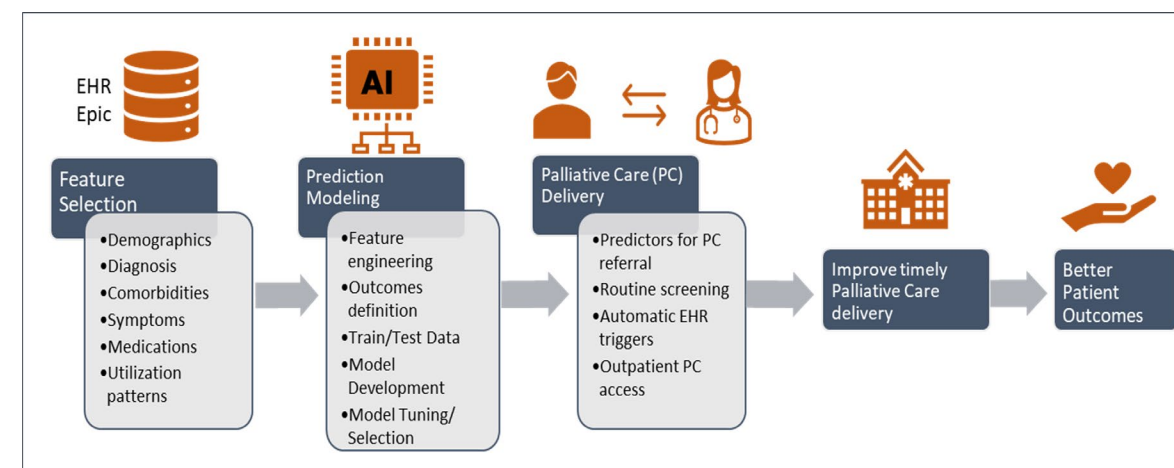 EHR
Epic
AI
Feature
Selection
•Demographics
•Diagnosis
•Comorbidities
•Symptoms
•Medications
•Utilization
patterns
Prediction
Modeling
•Feature
engineering
•Outcomes
definition
•Train/Test Data
•Model
Development
•Model Tuning/
Selection
Palliative Care (PC)
Delivery
•Predictors for PC
referral
•Routine screening
•Automatic EHR
triggers
•Outpatient PC
access
Improve timely
Palliative Care
delivery
Better
Patient
Outcomes